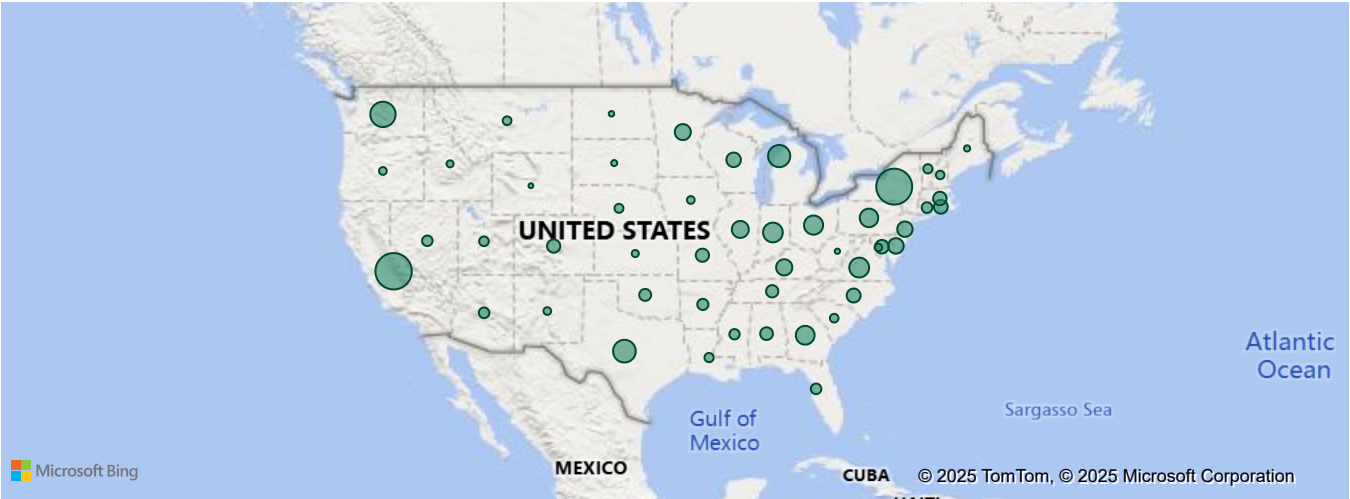 UNITED STATES
Atlantic
Ocean
Gulf of
Mexico
Sargasso Sea
MEXICO
CUBA
Microsoft Bing
© 2025 TomTom, © 2025 Microsoft Corporation